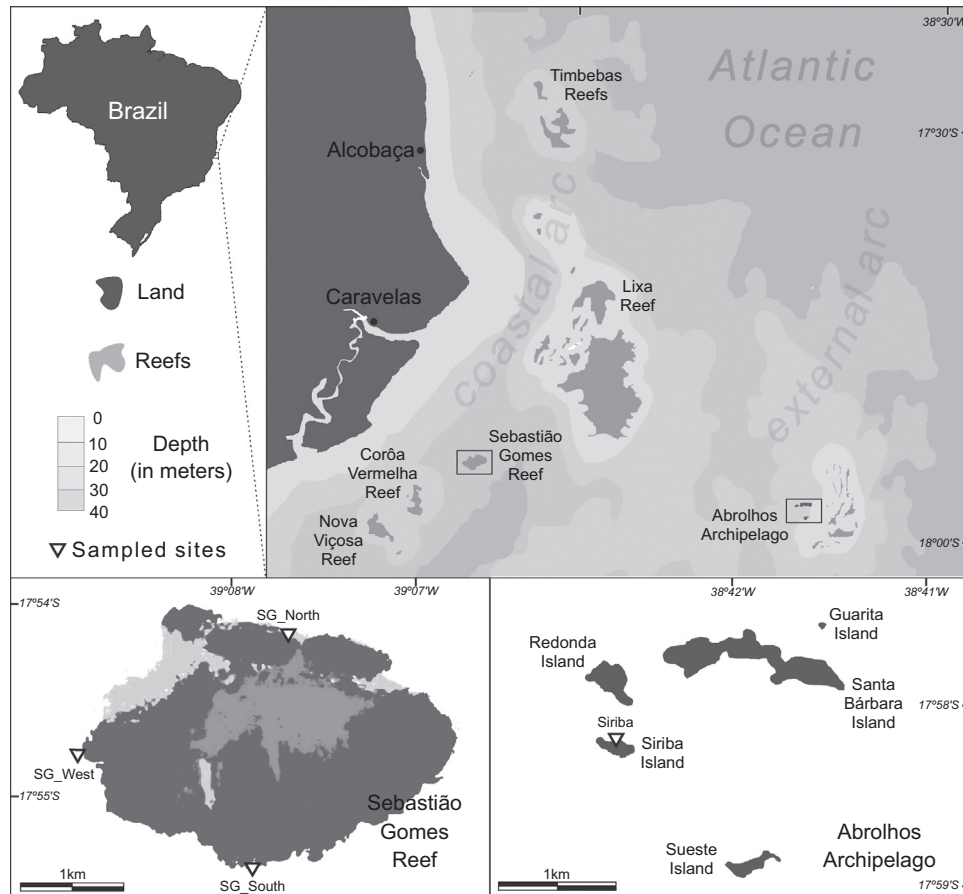 Brazil
Land
Reefs
0
10
20
30
40
Depth
(in meters)
Sampled sites
38°30'W
17°30'S
18°00'S
Atlantic
Ocean
Timbebas
Reefs
Alcobaça
coastal arc
external arc
Lixa
Reef
Caravelas
Sebastião
Gomes
Reef
Corôa
Vermelha
Reef
Nova
Viçosa
Reef
Abrolhos
Archipelago
39°08'W
39°07'W
17°54'S
17°55'S
SG_North
SG_West
SG_South
Sebastião
Gomes
Reef
1km
38°42'W
38°41'W
17°58'S
17°59'S
Guarita
Island
Redonda
Island
Santa
Bárbara
Island
Siriba
Siriba
Island
Sueste
Island
Abrolhos
Archipelago
1km